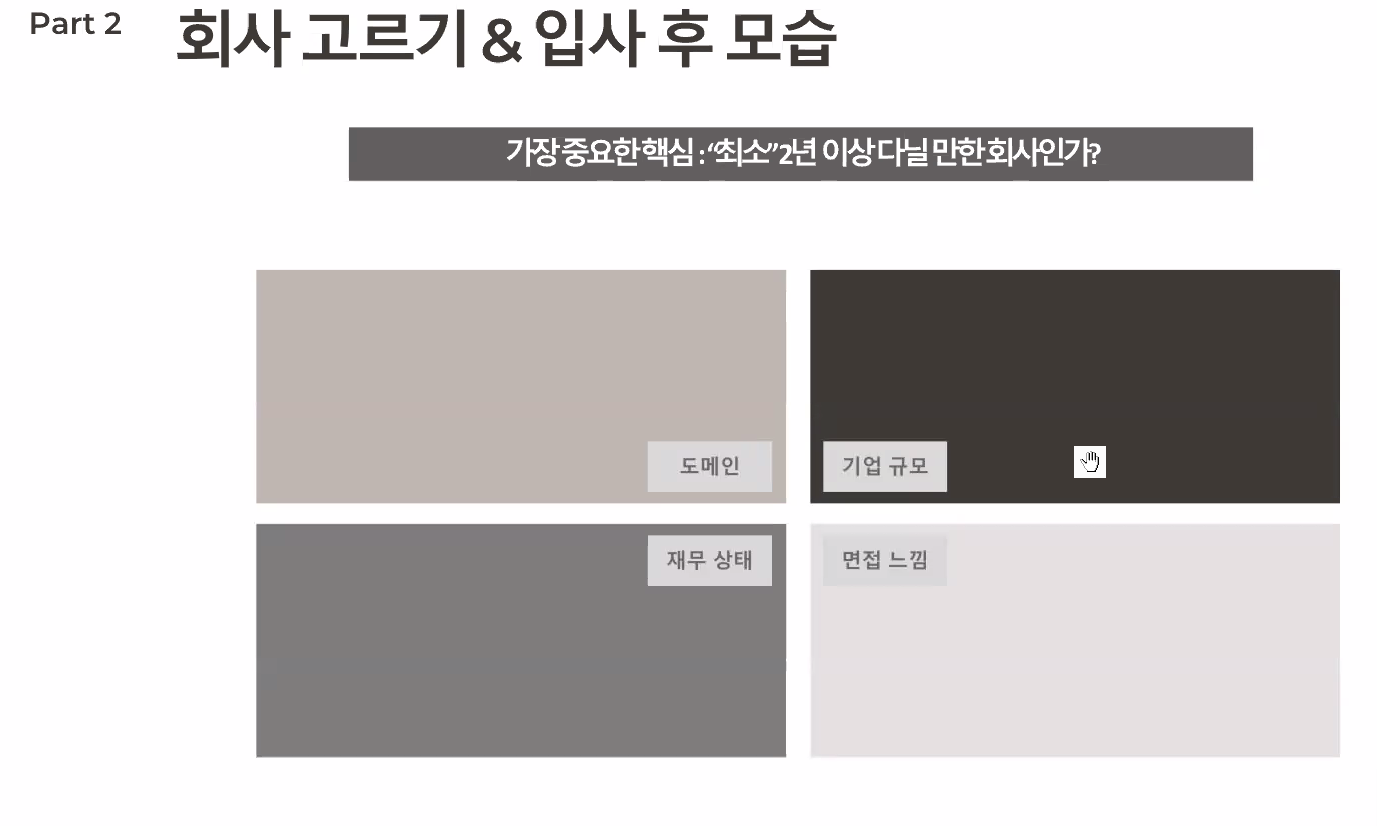 Part 2
회사 고르기 & 입사 후 모습
가장 중요한 핵심 : “최소” 2년 이상 다닐 만한 회사인가?
도메인
기업 규모
재무 상태
면접 느낌